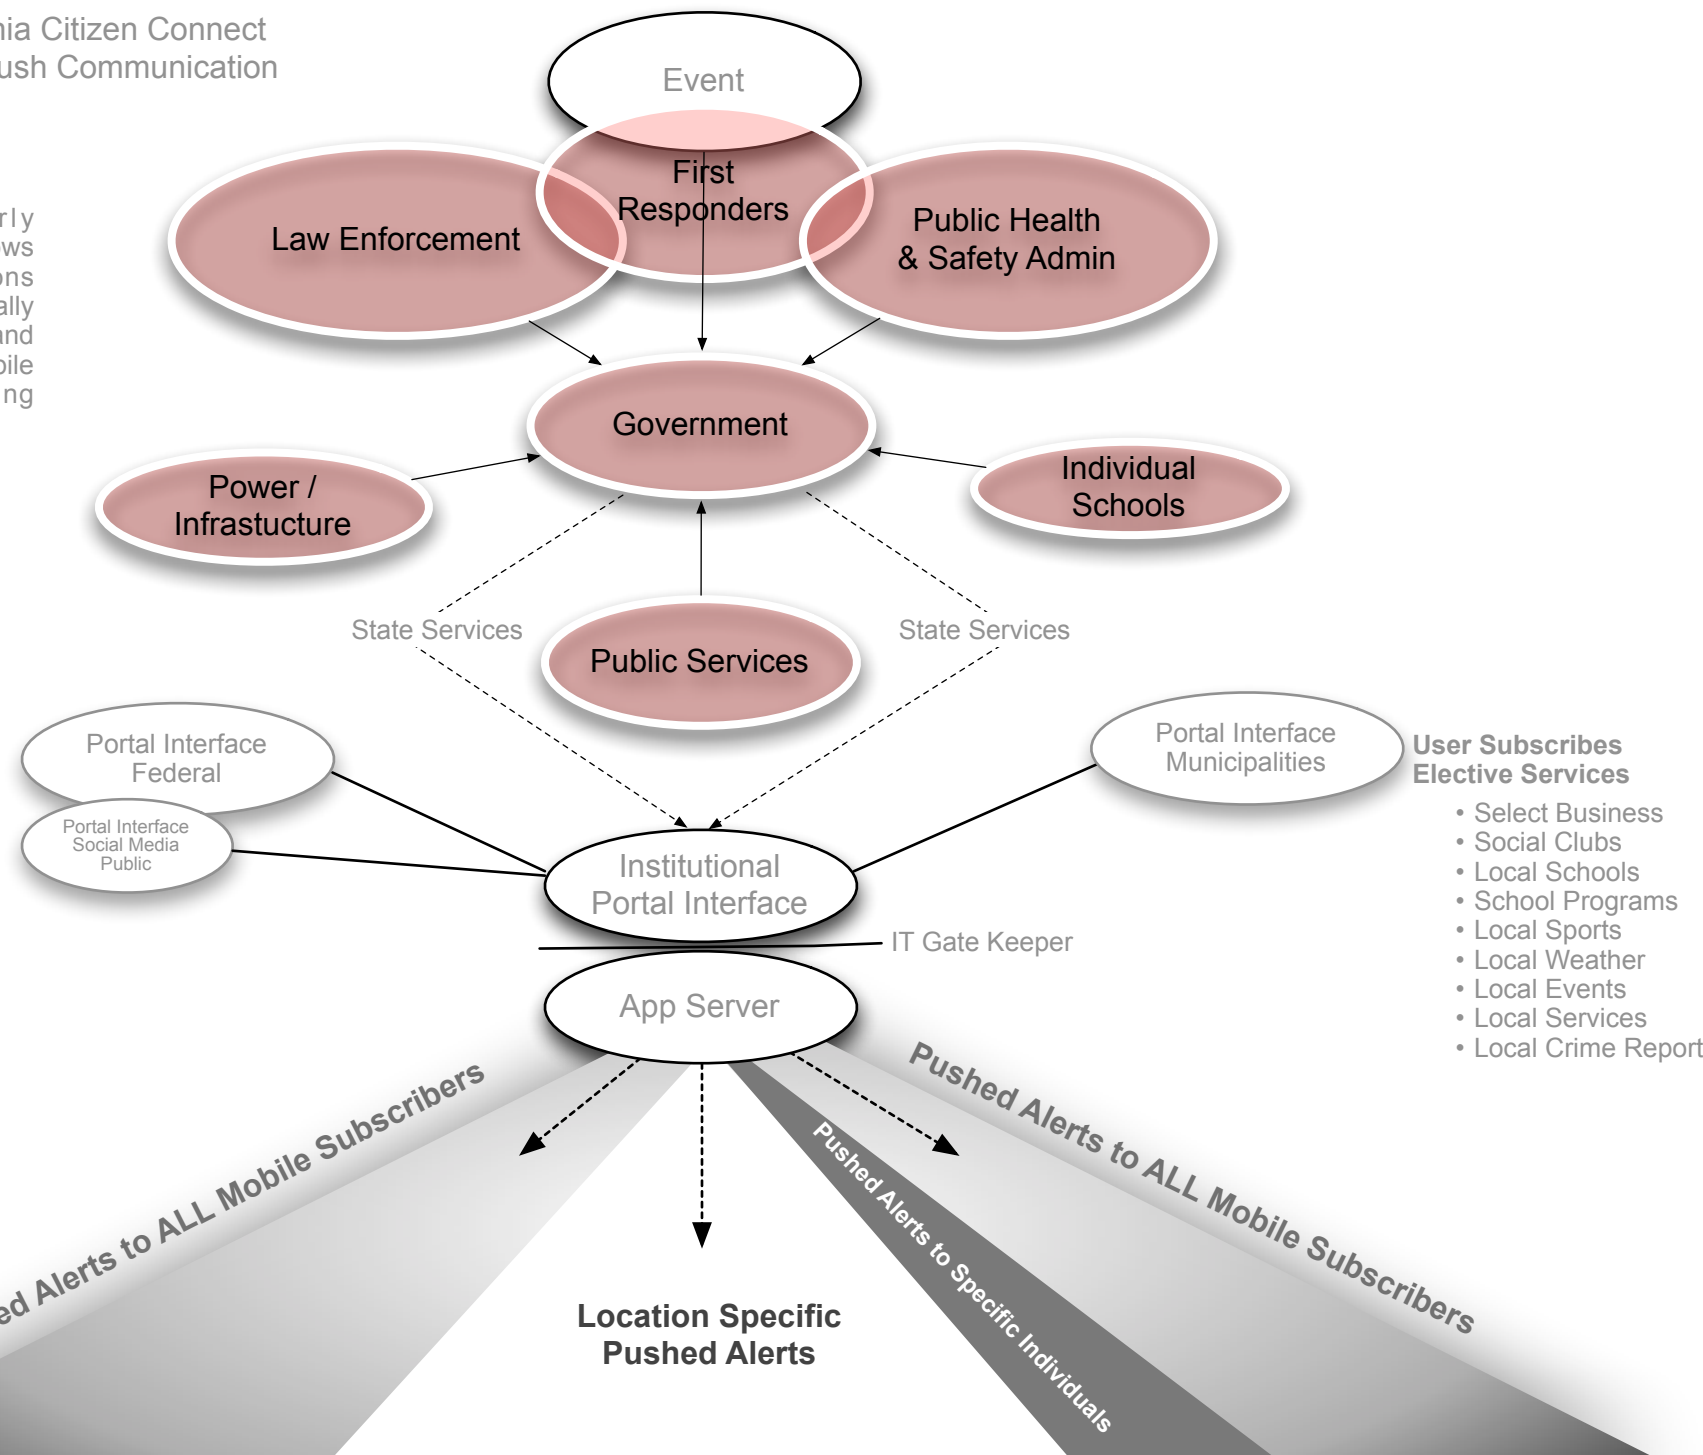 nia Citizen Connect
ush Communication
rly
ows
ons
ally
and
bile
ing
Event
First
Responders
Law Enforcement
Public Health
& Safety Admin
Government
Power /
Infrastucture
Individual
Schools
State Services
State Services
Public Services
Portal Interface
Federal
Portal Interface
Social Media
Public
Portal Interface
Municipalities
User Subscribes
Elective Services
• Select Business
• Social Clubs
• Local Schools
• School Programs
• Local Sports
• Local Weather
• Local Events
• Local Services
• Local Crime Report
Institutional
Portal Interface
IT Gate Keeper
App Server
ed Alerts to ALL Mobile Subscribers
Pushed Alerts to ALL Mobile Subscribers
Pushed Alerts to Specific Individuals
Location Specific
Pushed Alerts